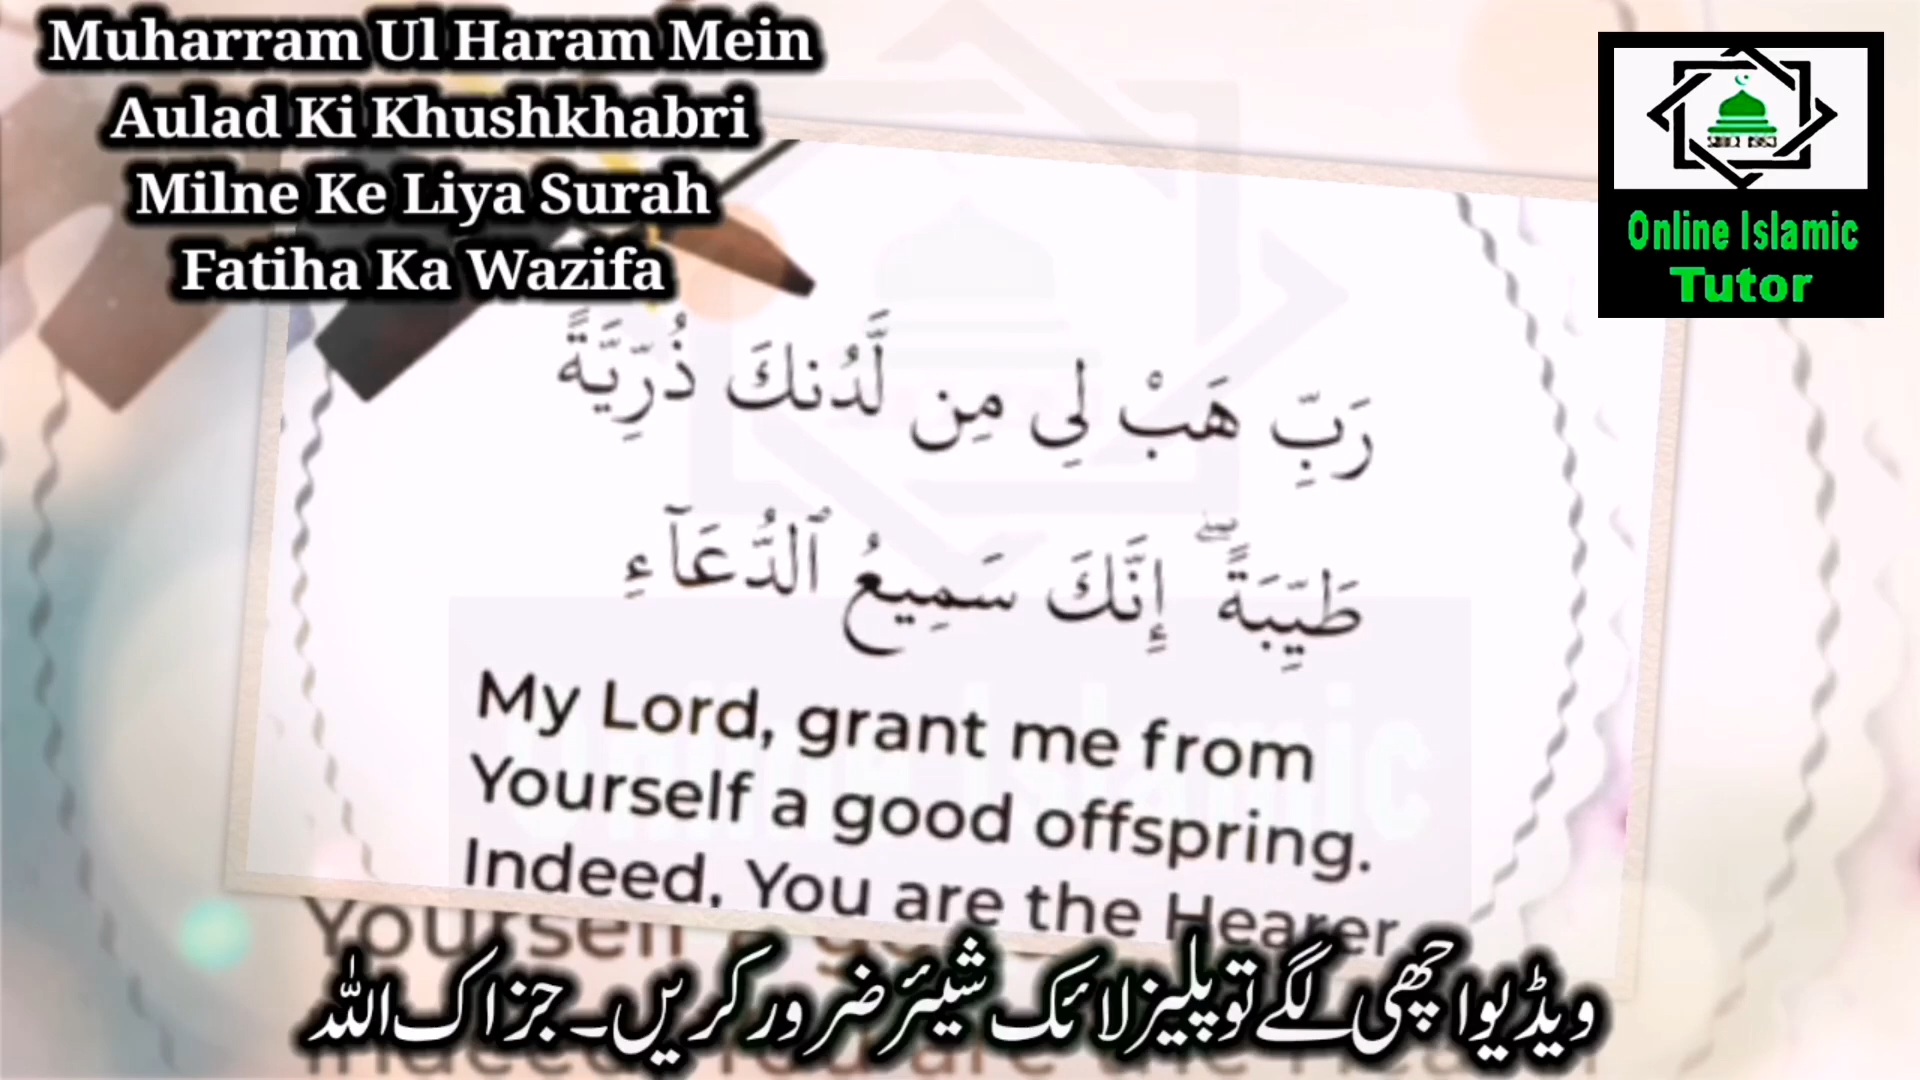 Muharram Ul Haram Mein
Aulad Ki Khushkhabri
Milne Ke Liya Surah
Fatiha Ka Wazifa
Online Islamic
Tutor
رَبِّ هَبْ لِي مِن لَّدُنكَ ذُرِّيَّةً
طَيِّبَةً ۖ إِنَّكَ سَمِيعُ ٱلدُّعَآءِ
My Lord, grant me from
Yourself a good offspring.
Indeed, You are the Hearer
ویڈیو اچھی لگے تو پلیز لائک شیئر ضرور کریں۔ جزاک اللہ